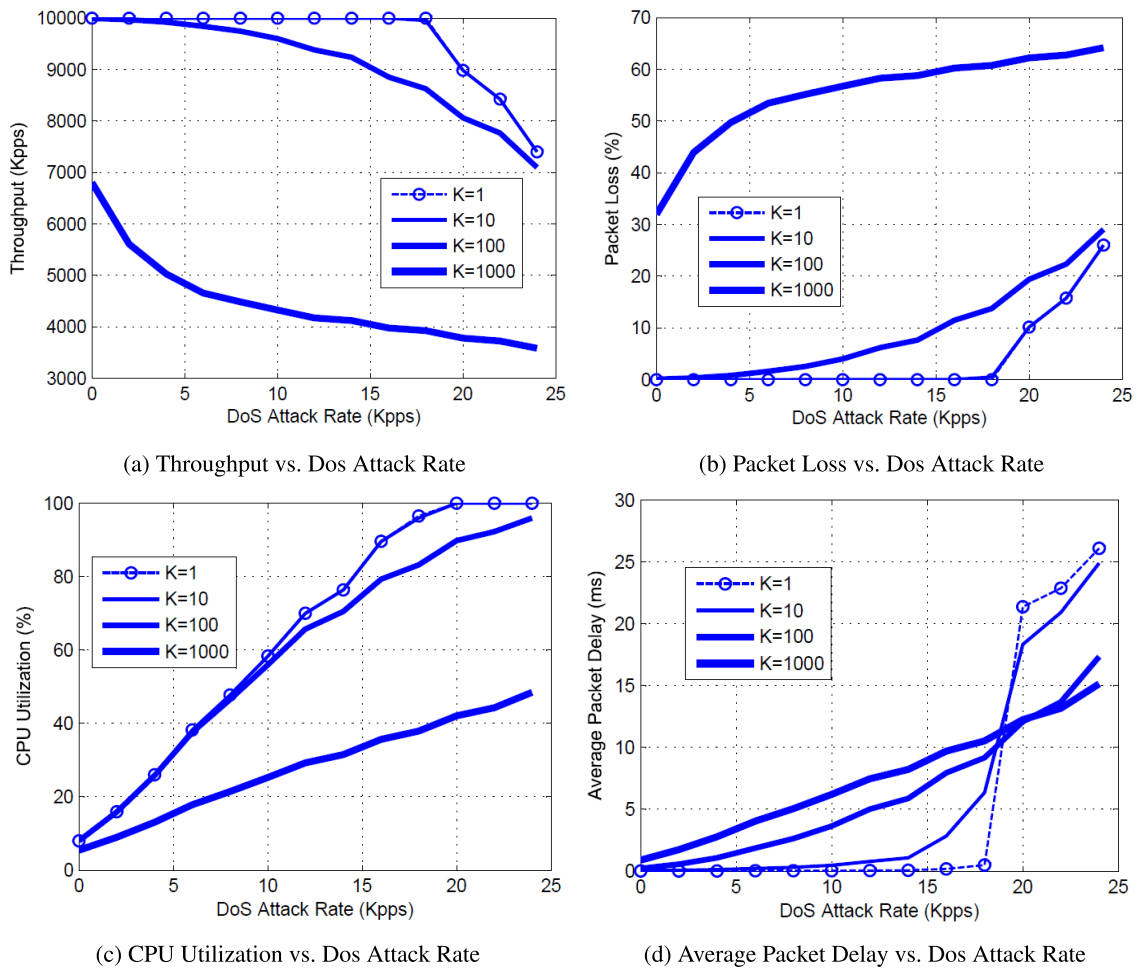 10000
9000
8000
7000
6000
5000
4000
3000
0 5 10 15 20 25
Throughput (Kpps)
DoS Attack Rate (Kpps)
K=1
K=10
K=100
K=1000
(a) Throughput vs. Dos Attack Rate
70
60
50
40
30
20
10
0
0 5 10 15 20 25
Packet Loss (%)
DoS Attack Rate (Kpps)
K=1
K=10
K=100
K=1000
(b) Packet Loss vs. Dos Attack Rate
100
80
60
40
20
0
0 5 10 15 20 25
CPU Utilization (%)
DoS Attack Rate (Kpps)
K=1
K=10
K=100
K=1000
(c) CPU Utilization vs. Dos Attack Rate
30
25
20
15
10
5
0
0 5 10 15 20 25
Average Packet Delay (ms)
DoS Attack Rate (Kpps)
K=1
K=10
K=100
K=1000
(d) Average Packet Delay vs. Dos Attack Rate